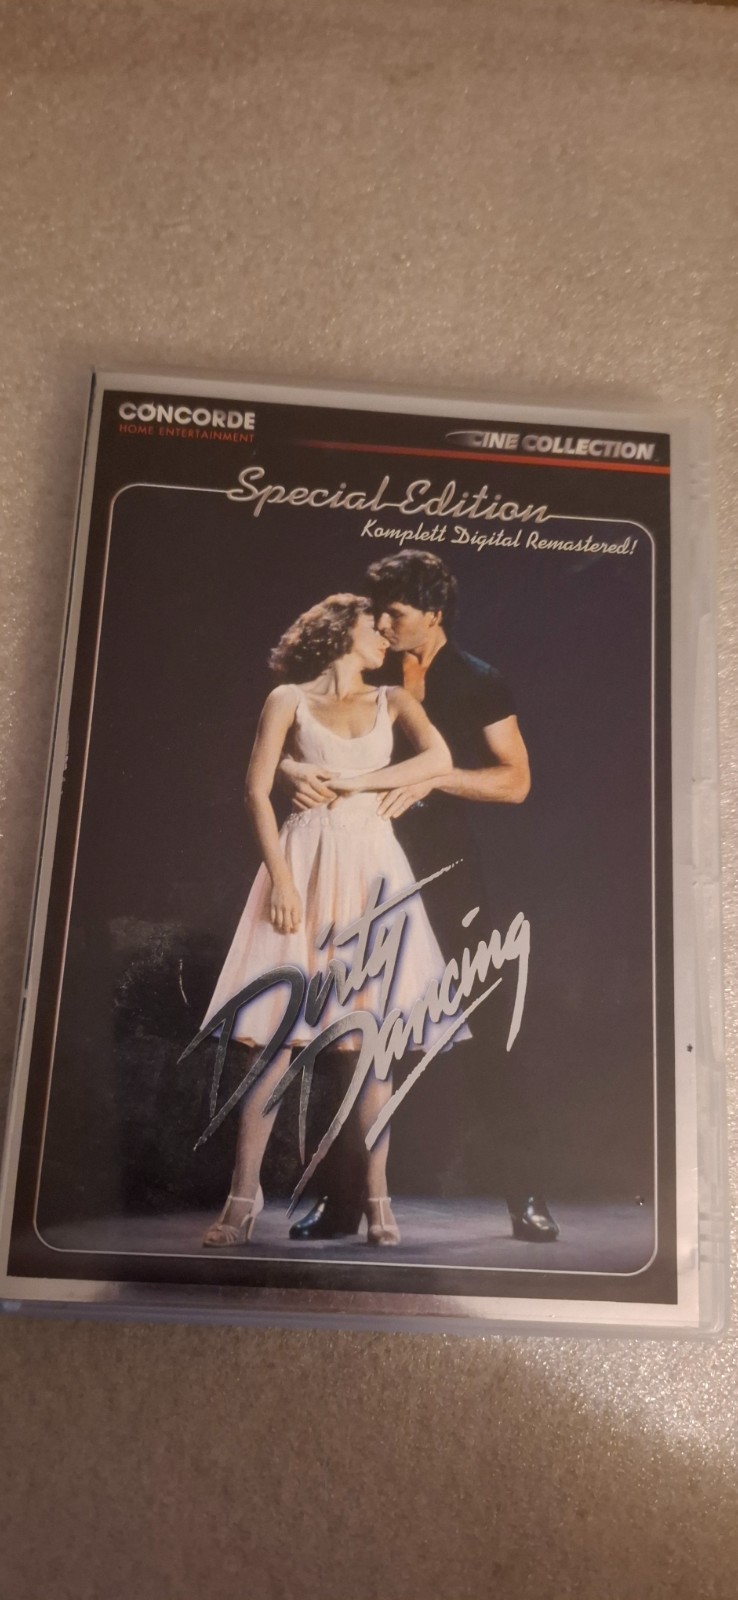 CONCORDE
HOME ENTERTAINMENT
CINE COLLECTION
Special Edition
Komplett Digital Remastered!
Dirty
Dancing